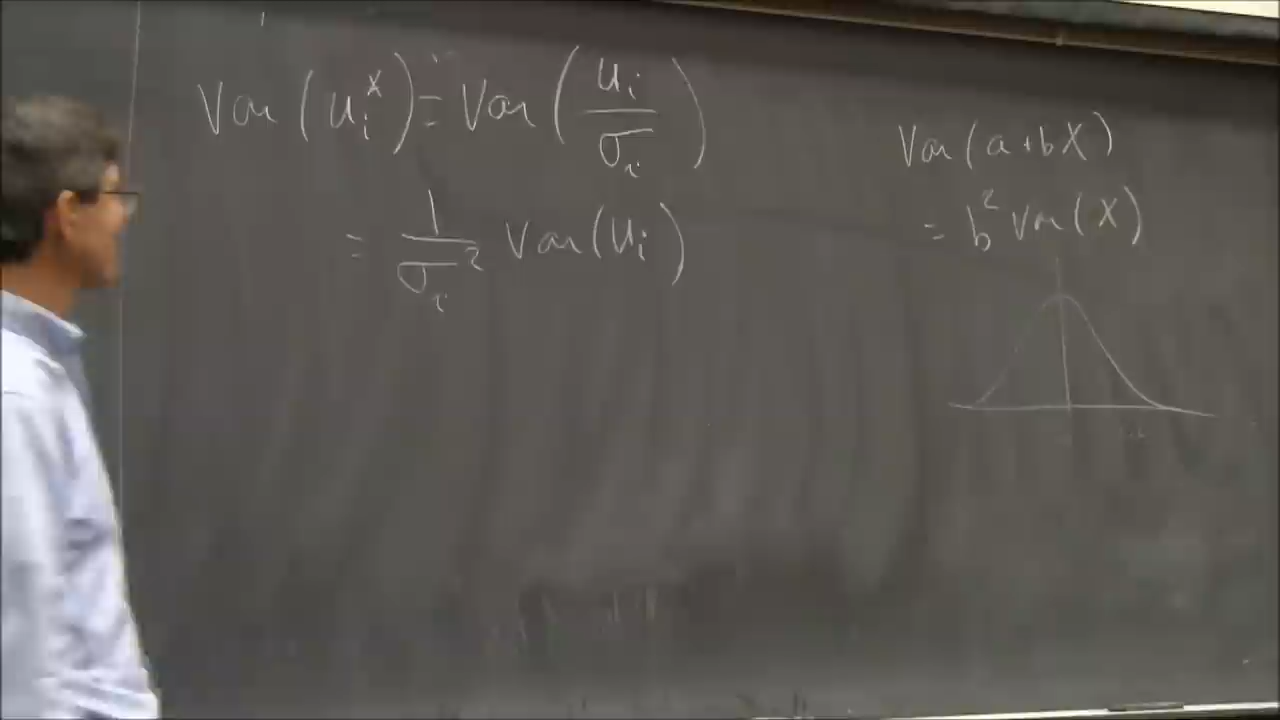 Var(u_i^*) = Var(u_i/σ_i)
= 1/σ_i^2 Var(u_i)
Var(a+bX)
= b^2 Var(X)